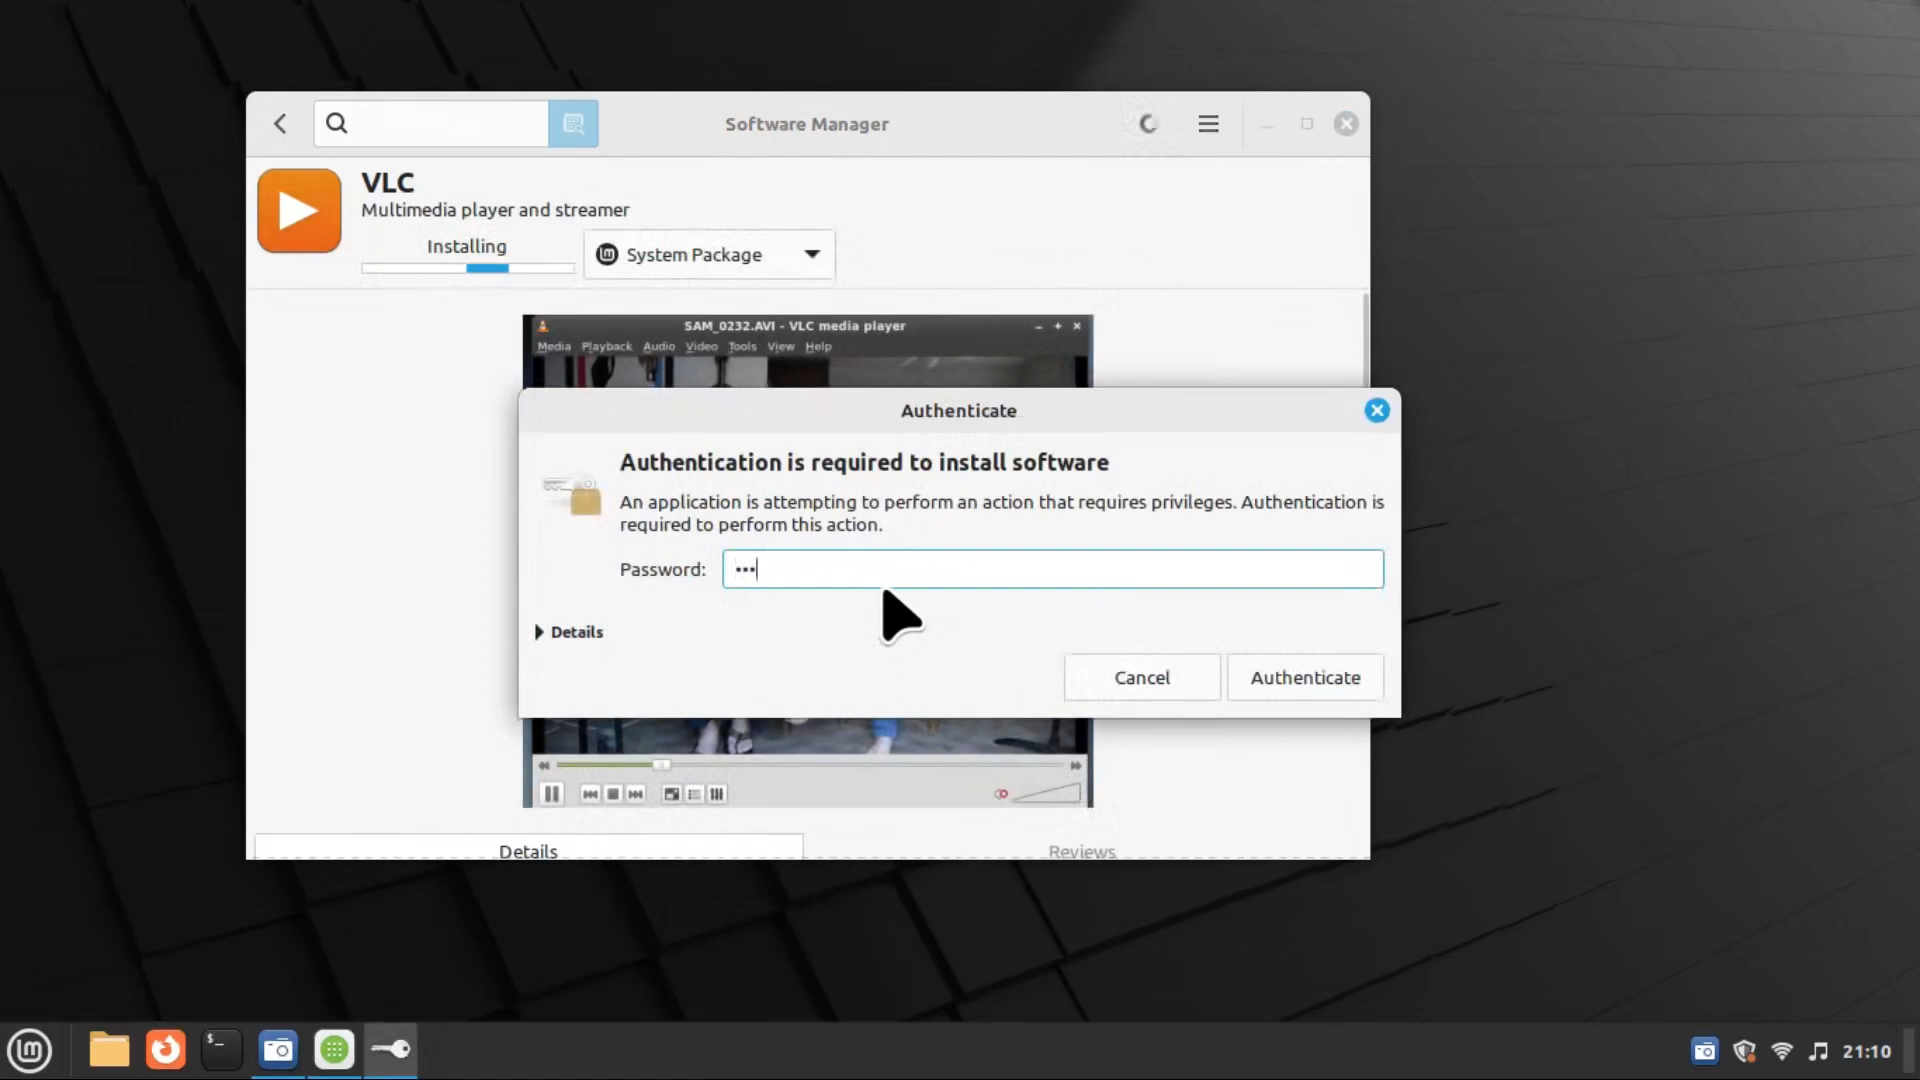 Software Manager
VLC
Multimedia player and streamer
Installing
System Package
SAM_0232.AVI - VLC media player
Media Playback Audio Video Tools View Help
Authenticate
Authentication is required to install software
An application is attempting to perform an action that requires privileges. Authentication is
required to perform this action.
Password: •••
Details
Cancel
Authenticate
Details
Reviews
$_
21:10